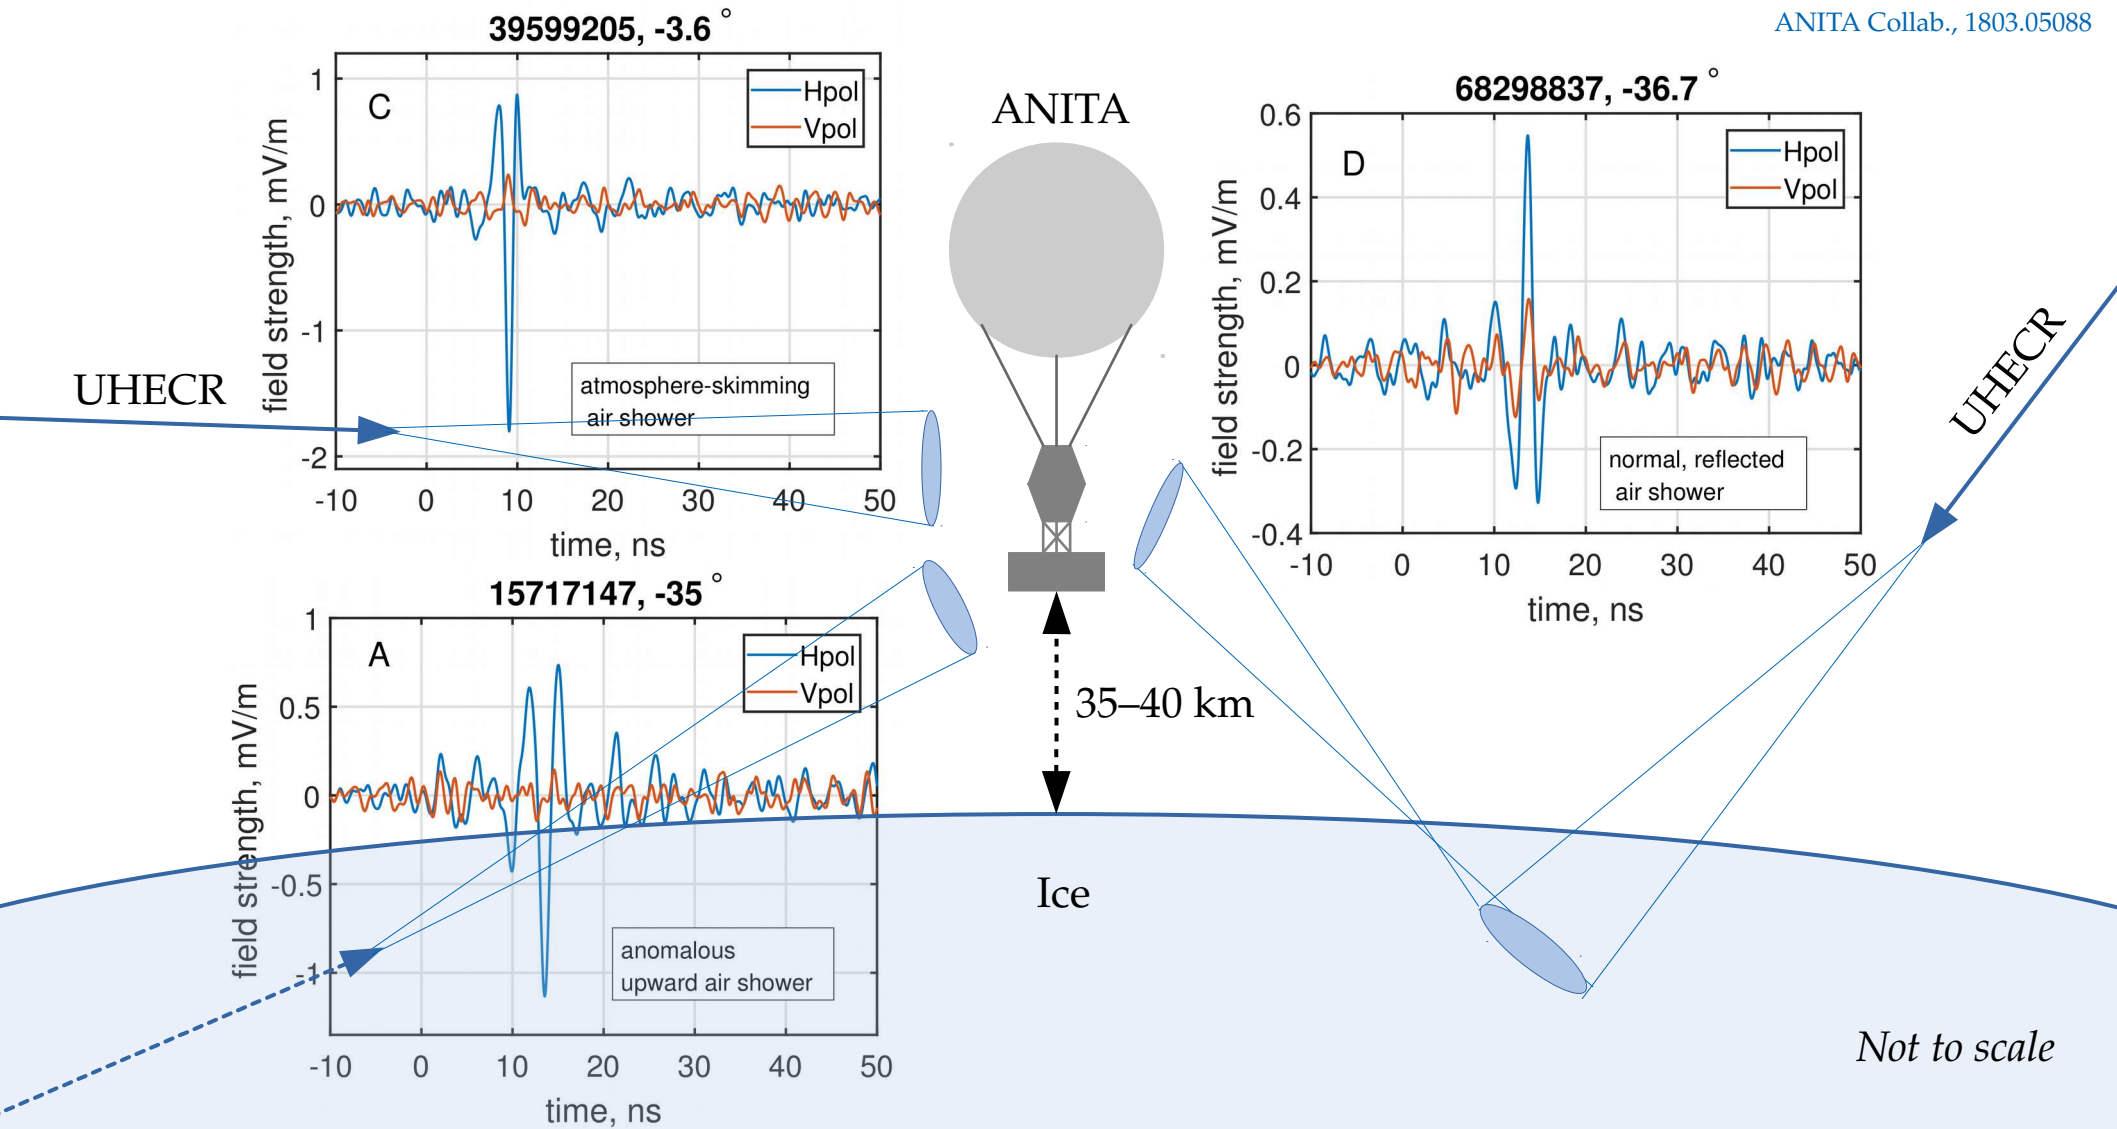 ANITA Collab., 1803.05088
39599205, -3.6 °
C
Hpol
Vpol
1
0
-1
-2
field strength, mV/m
atmosphere-skimming
air shower
-10 0 10 20 30 40 50
time, ns
UHECR
ANITA
68298837, -36.7 °
D
Hpol
Vpol
0.6
0.4
0.2
0
-0.2
-0.4
field strength, mV/m
normal, reflected
air shower
-10 0 10 20 30 40 50
time, ns
UHECR
15717147, -35 °
A
Hpol
Vpol
1
0.5
0
-0.5
-1
field strength, mV/m
anomalous
upward air shower
-10 0 10 20 30 40 50
time, ns
35–40 km
Ice
Not to scale